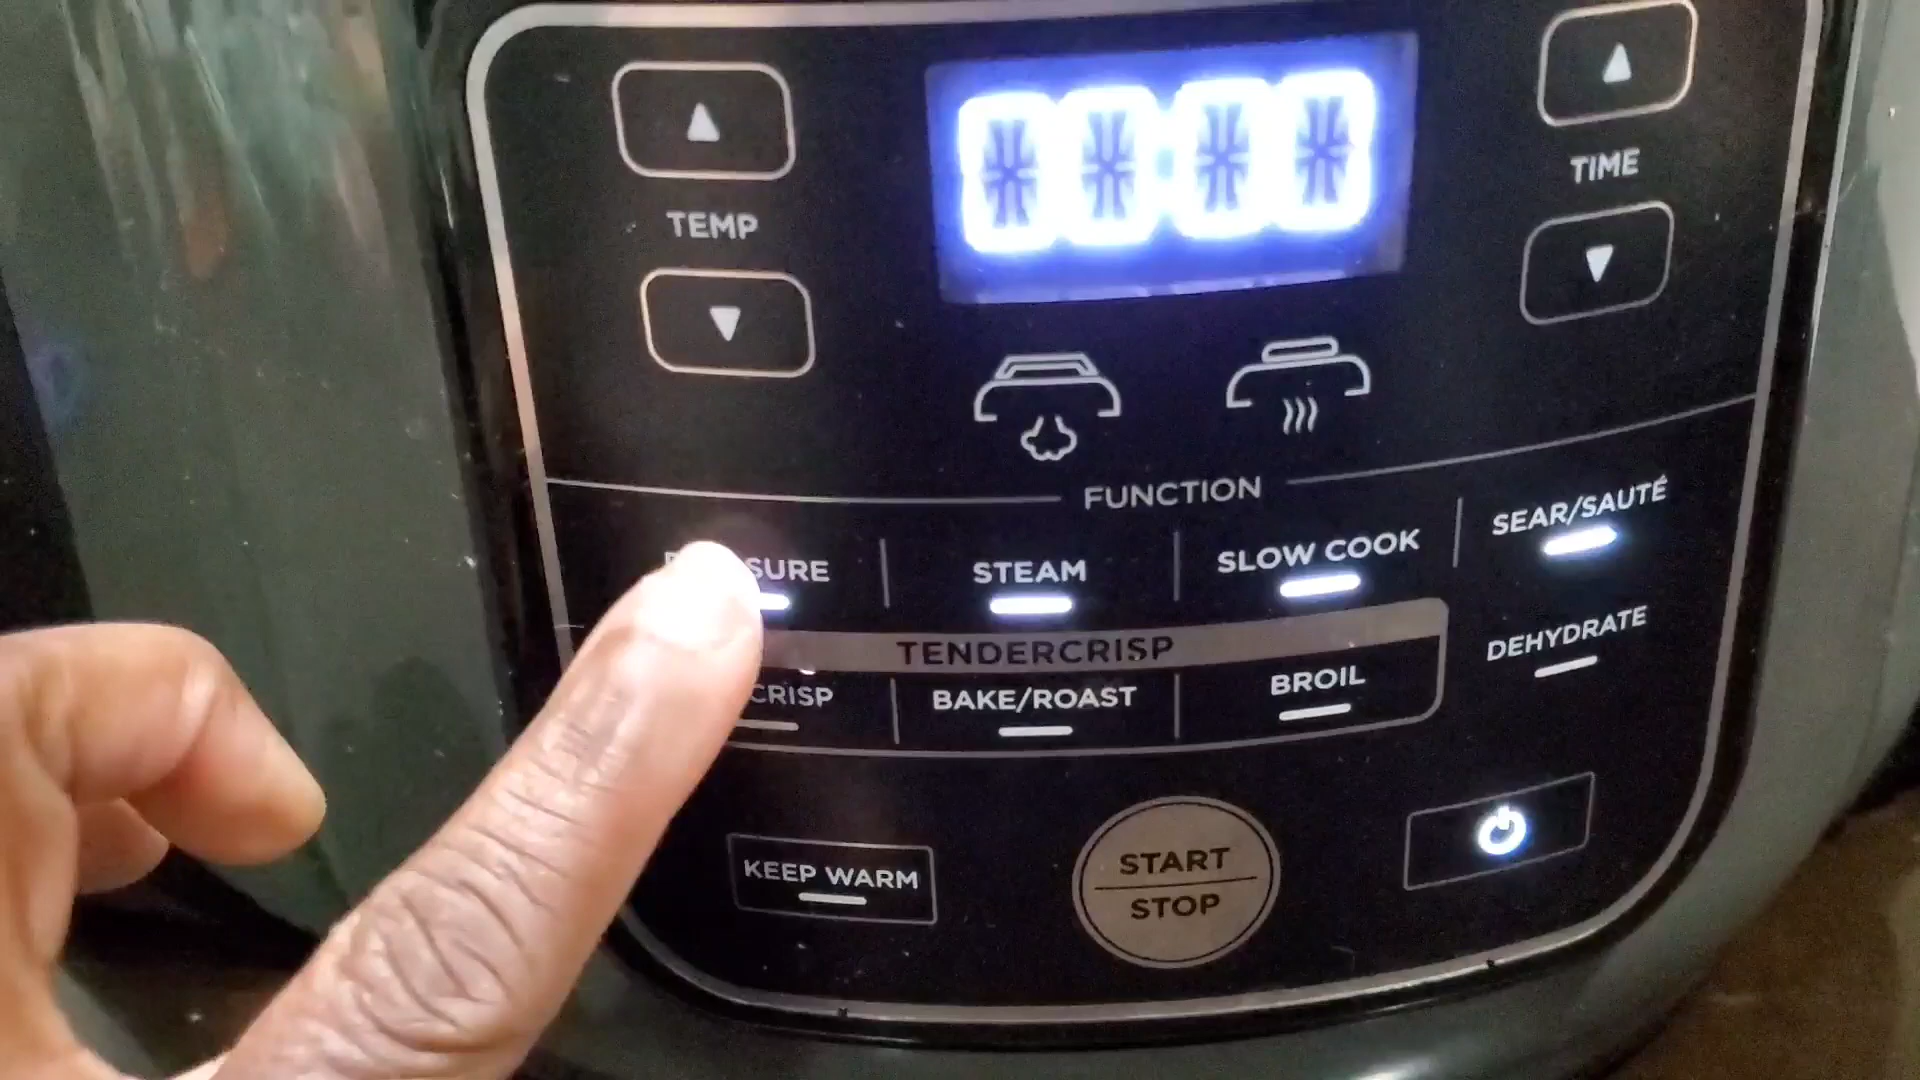 TEMP
TIME
FUNCTION
SURE
STEAM
SLOW COOK
SEAR/SAUTÉ
TENDERCRISP
DEHYDRATE
CRISP
BAKE/ROAST
BROIL
KEEP WARM
START
STOP